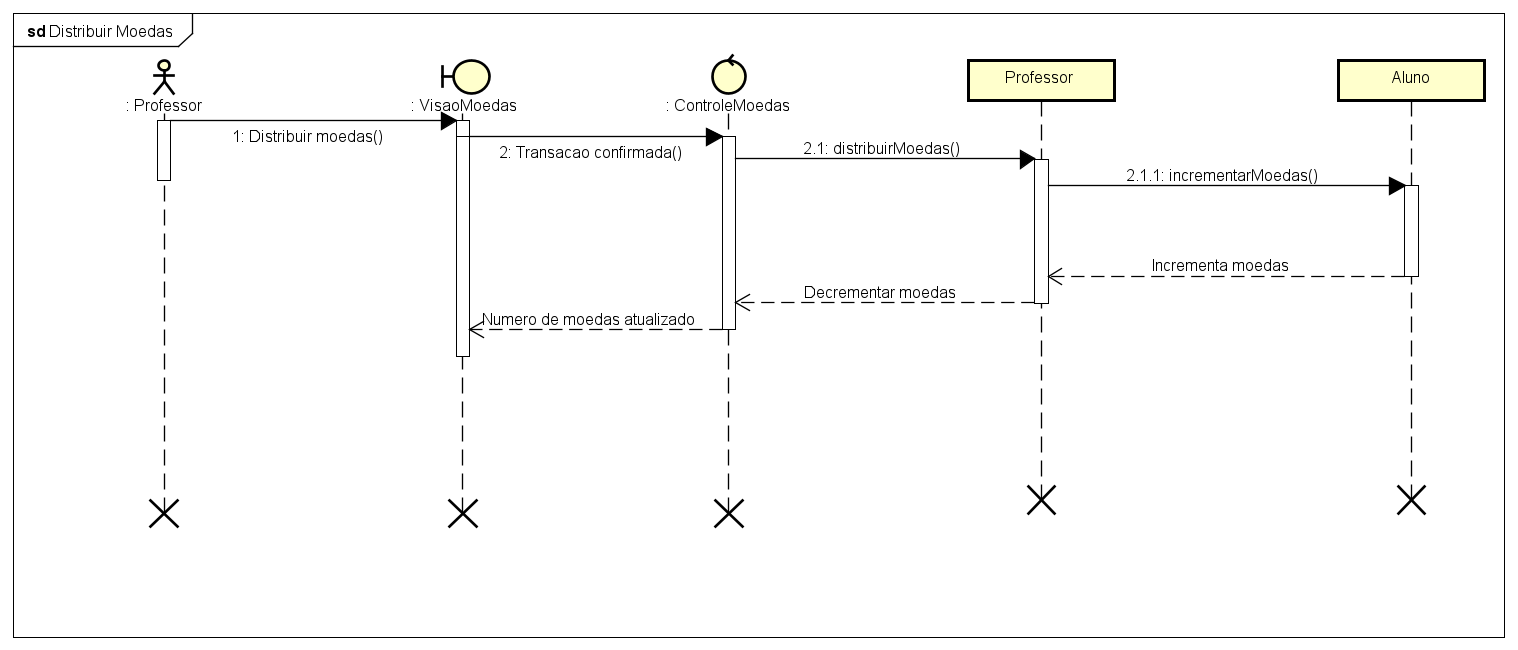 sd Distribuir Moedas
: Professor
: VisaoMoedas
: ControleMoedas
Professor
Aluno
1: Distribuir moedas()
2: Transacao confirmada()
2.1: distribuirMoedas()
2.1.1: incrementarMoedas()
Incrementa moedas
Decrementar moedas
Numero de moedas atualizado